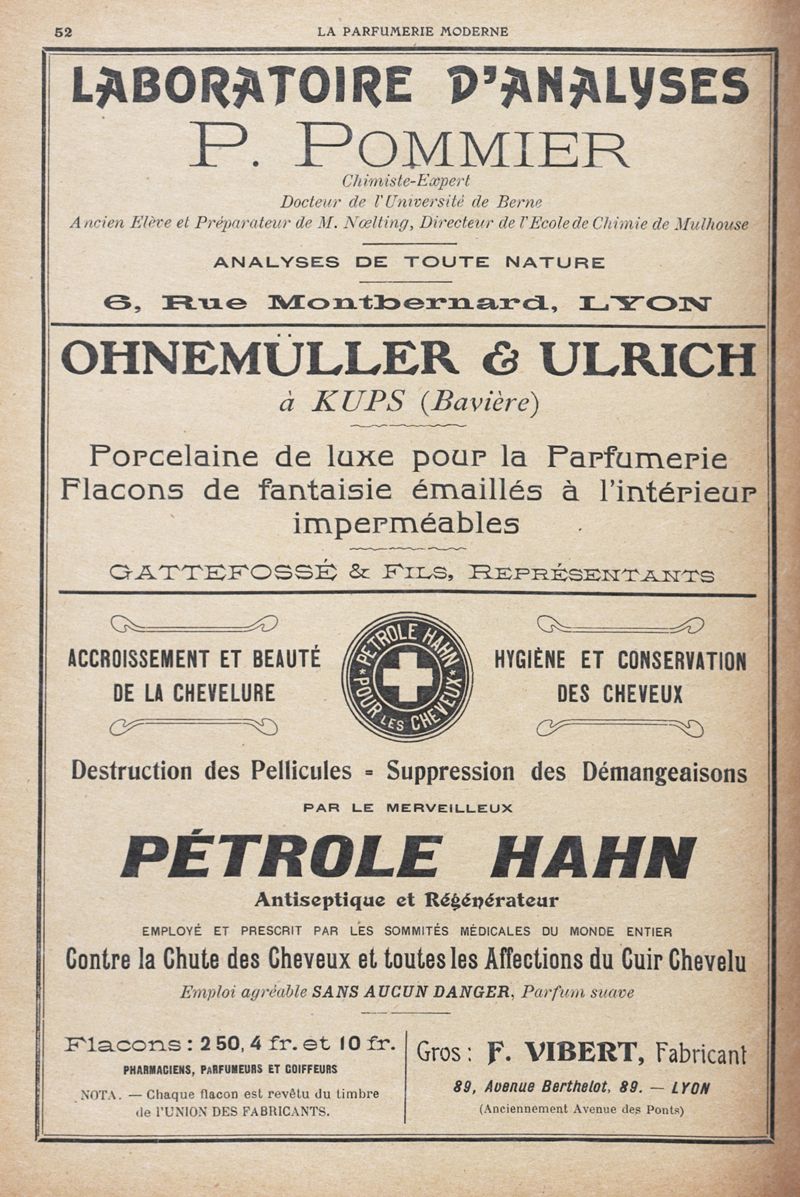 52
LA PARFUMERIE MODERNE
LABORATOIRE D'ANALYSES
P. POMMIER
Chimiste-Expert
Docteur de l'Université de Berne
Ancien Elève et Préparateur de M. Nœlting, Directeur de l'Ecole de Chimie de Mulhouse
ANALYSES DE TOUTE NATURE
6, Rue Montbernard, LYON
OHNEMÜLLER & ULRICH
à KUPS (Bavière)
Porcelaine de luxe pour la Parfumerie
Flacons de fantaisie émaillés à l'intérieur
imperméables
GATTEFOSSÉ & FILS, REPRÉSENTANTS
ACCROISSEMENT ET BEAUTÉ
DE LA CHEVELURE
PETROLE HAHN
POUR LES CHEVEUX
HYGIÈNE ET CONSERVATION
DES CHEVEUX
Destruction des Pellicules = Suppression des Démangeaisons
PAR LE MERVEILLEUX
PÉTROLE HAHN
Antiseptique et Régénérateur
EMPLOYÉ ET PRESCRIT PAR LES SOMMITÉS MÉDICALES DU MONDE ENTIER
Contre la Chute des Cheveux et toutes les Affections du Cuir Chevelu
Emploi agréable SANS AUCUN DANGER, Parfum suave
Flacons : 2 50, 4 fr. et 10 fr.
PHARMACIENS, PARFUMEURS ET COIFFEURS
NOTA. — Chaque flacon est revêtu du timbre
de l'UNION DES FABRICANTS.
Gros : F. VIBERT, Fabricant
89, Avenue Berthelot, 89. — LYON
(Anciennement Avenue des Ponts)